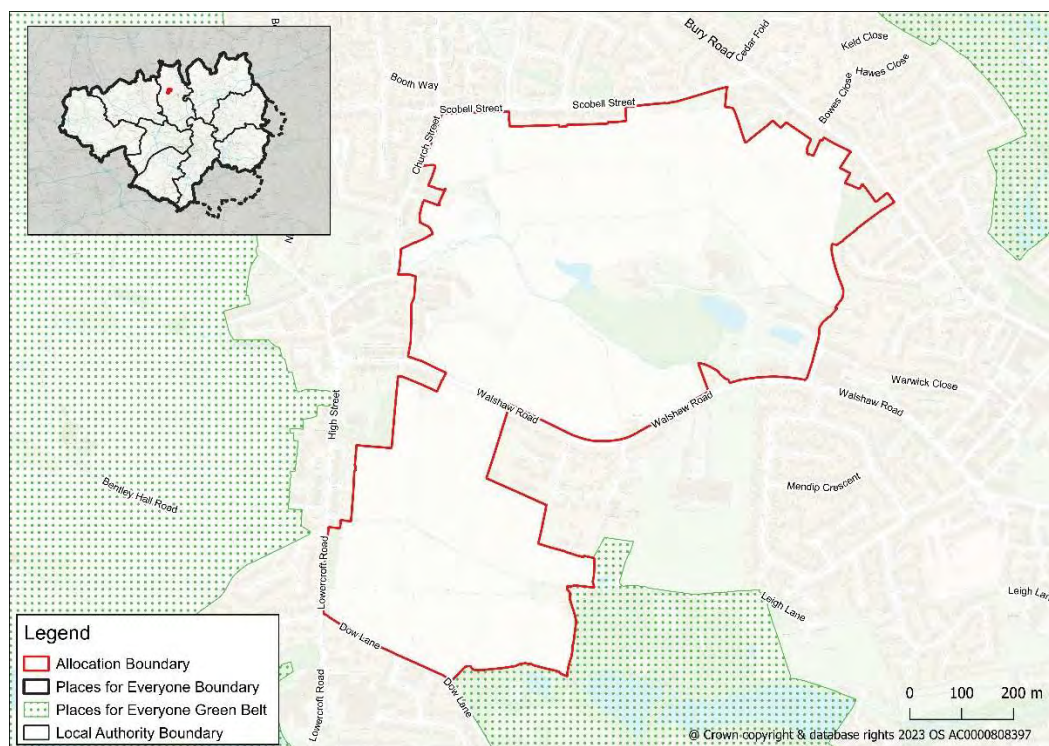 Bury Road
Cedar Fold
Keld Close
Hawes Close
Bowes Close
Booth Way
Scobell Street
Scobell Street
Church Street
High Street
Walshaw Road
Walshaw Road
Warwick Close
Walshaw Road
Bentley Hall Road
Mendip Crescent
Lowercroft Road
Leigh Lane
Leigh Lane
Dow Lane
Dow Lane
Lowercroft Road
Legend
Allocation Boundary
Places for Everyone Boundary
Places for Everyone Green Belt
Local Authority Boundary
0 100 200 m
@ Crown copyright & database rights 2023 OS AC0000808397